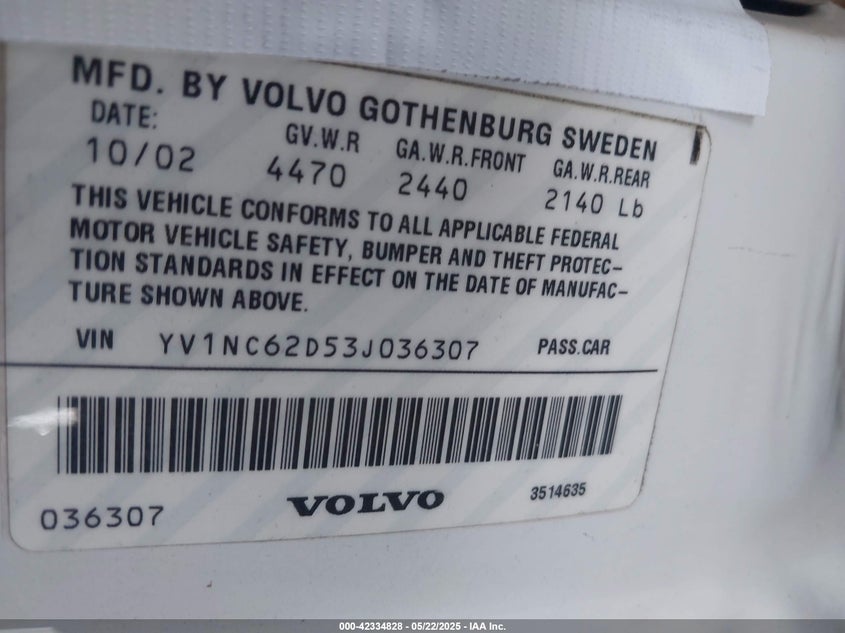 MFD. BY VOLVO GOTHENBURG SWEDEN
DATE: GV.W.R GA.W.R.FRONT GA.W.R.REAR
10/02 4470 2440 2140 Lb
THIS VEHICLE CONFORMS TO ALL APPLICABLE FEDERAL
MOTOR VEHICLE SAFETY, BUMPER AND THEFT PROTEC-
TION STANDARDS IN EFFECT ON THE DATE OF MANUFAC-
TURE SHOWN ABOVE.
VIN YV1NC62D53J036307 PASS.CAR
036307 VOLVO 3514635
000-42334828 - 05/22/2025 - IAA Inc.